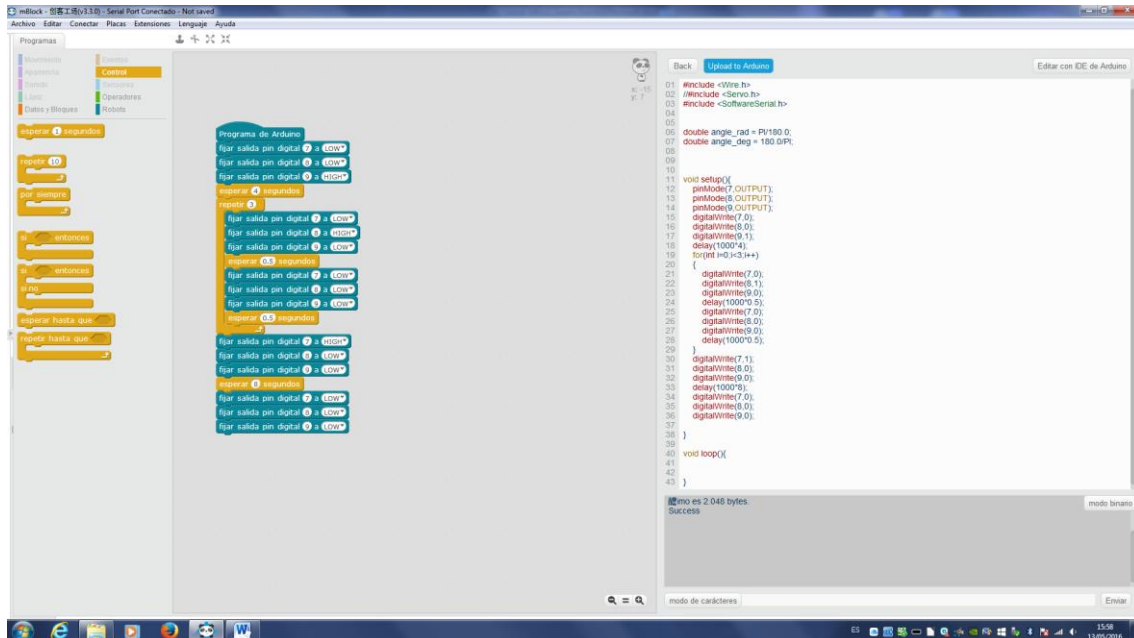 mBlock - 创客工场(v3.3.0) - Serial Port Conectado - Not saved
Archivo Editar Conectar Placas Extensiones Lenguaje Ayuda
Programas
Movimiento Eventos
Apariencia Control
Sonido Sensores
Lápiz Operadores
Datos y Bloques Robots
esperar 1 segundos
repetir 10
por siempre
si entonces
si entonces
si no
esperar hasta que
repetir hasta que
x: -15
y: 7
Programa de Arduino
fijar salida pin digital 7 a LOW
fijar salida pin digital 8 a LOW
fijar salida pin digital 9 a HIGH
esperar 4 segundos
repetir 3
fijar salida pin digital 7 a LOW
fijar salida pin digital 8 a HIGH
fijar salida pin digital 9 a LOW
esperar 0.5 segundos
fijar salida pin digital 7 a LOW
fijar salida pin digital 8 a LOW
fijar salida pin digital 9 a LOW
esperar 0.5 segundos
fijar salida pin digital 7 a HIGH
fijar salida pin digital 8 a LOW
fijar salida pin digital 9 a LOW
esperar 8 segundos
fijar salida pin digital 7 a LOW
fijar salida pin digital 8 a LOW
fijar salida pin digital 9 a LOW
Back Upload to Arduino Editar con IDE de Arduino
01 #include <Wire.h>
02 //#include <Servo.h>
03 #include <SoftwareSerial.h>
04
05
06 double angle_rad = PI/180.0;
07 double angle_deg = 180.0/PI;
08
09
10
11 void setup(){
12 pinMode(7,OUTPUT);
13 pinMode(8,OUTPUT);
14 pinMode(9,OUTPUT);
15 digitalWrite(7,0);
16 digitalWrite(8,0);
17 digitalWrite(9,1);
18 delay(1000*4);
19 for(int i=0;i<3;i++)
20 {
21 digitalWrite(7,0);
22 digitalWrite(8,1);
23 digitalWrite(9,0);
24 delay(1000*0.5);
25 digitalWrite(7,0);
26 digitalWrite(8,0);
27 digitalWrite(9,0);
28 delay(1000*0.5);
29 }
30 digitalWrite(7,1);
31 digitalWrite(8,0);
32 digitalWrite(9,0);
33 delay(1000*8);
34 digitalWrite(7,0);
35 digitalWrite(8,0);
36 digitalWrite(9,0);
37
38 }
39
40 void loop(){
41
42
43 }
imo es 2.048 bytes.
Success
modo binario
modo de carácteres Enviar
ES 15:58
13/05/2016